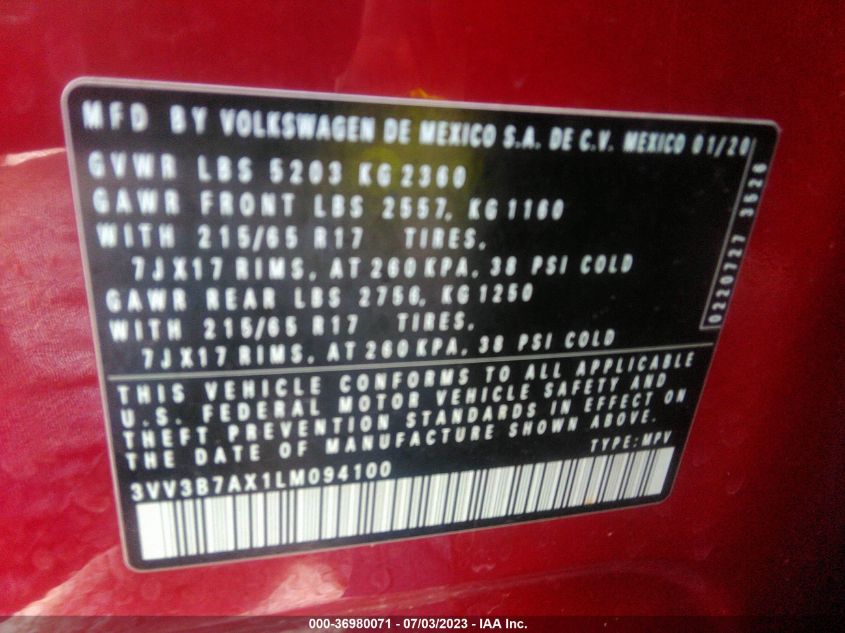 MFD BY VOLKSWAGEN DE MEXICO S.A. DE C.V. MEXICO 01/20
GVWR LBS 5203 KG 2360
GAWR FRONT LBS 2557, KG 1160
WITH 215/65 R17 TIRES,
7JX17 RIMS, AT 260 KPA, 38 PSI COLD
GAWR REAR LBS 2756, KG 1250
WITH 215/65 R17 TIRES,
7JX17 RIMS, AT 260 KPA, 38 PSI COLD
0220727 3526
THIS VEHICLE CONFORMS TO ALL APPLICABLE
U.S. FEDERAL MOTOR VEHICLE SAFETY AND
THEFT PREVENTION STANDARDS IN EFFECT ON
THE DATE OF MANUFACTURE SHOWN ABOVE.
TYPE: MPV
3VV3B7AX1LM094100
000-36980071 - 07/03/2023 - IAA Inc.